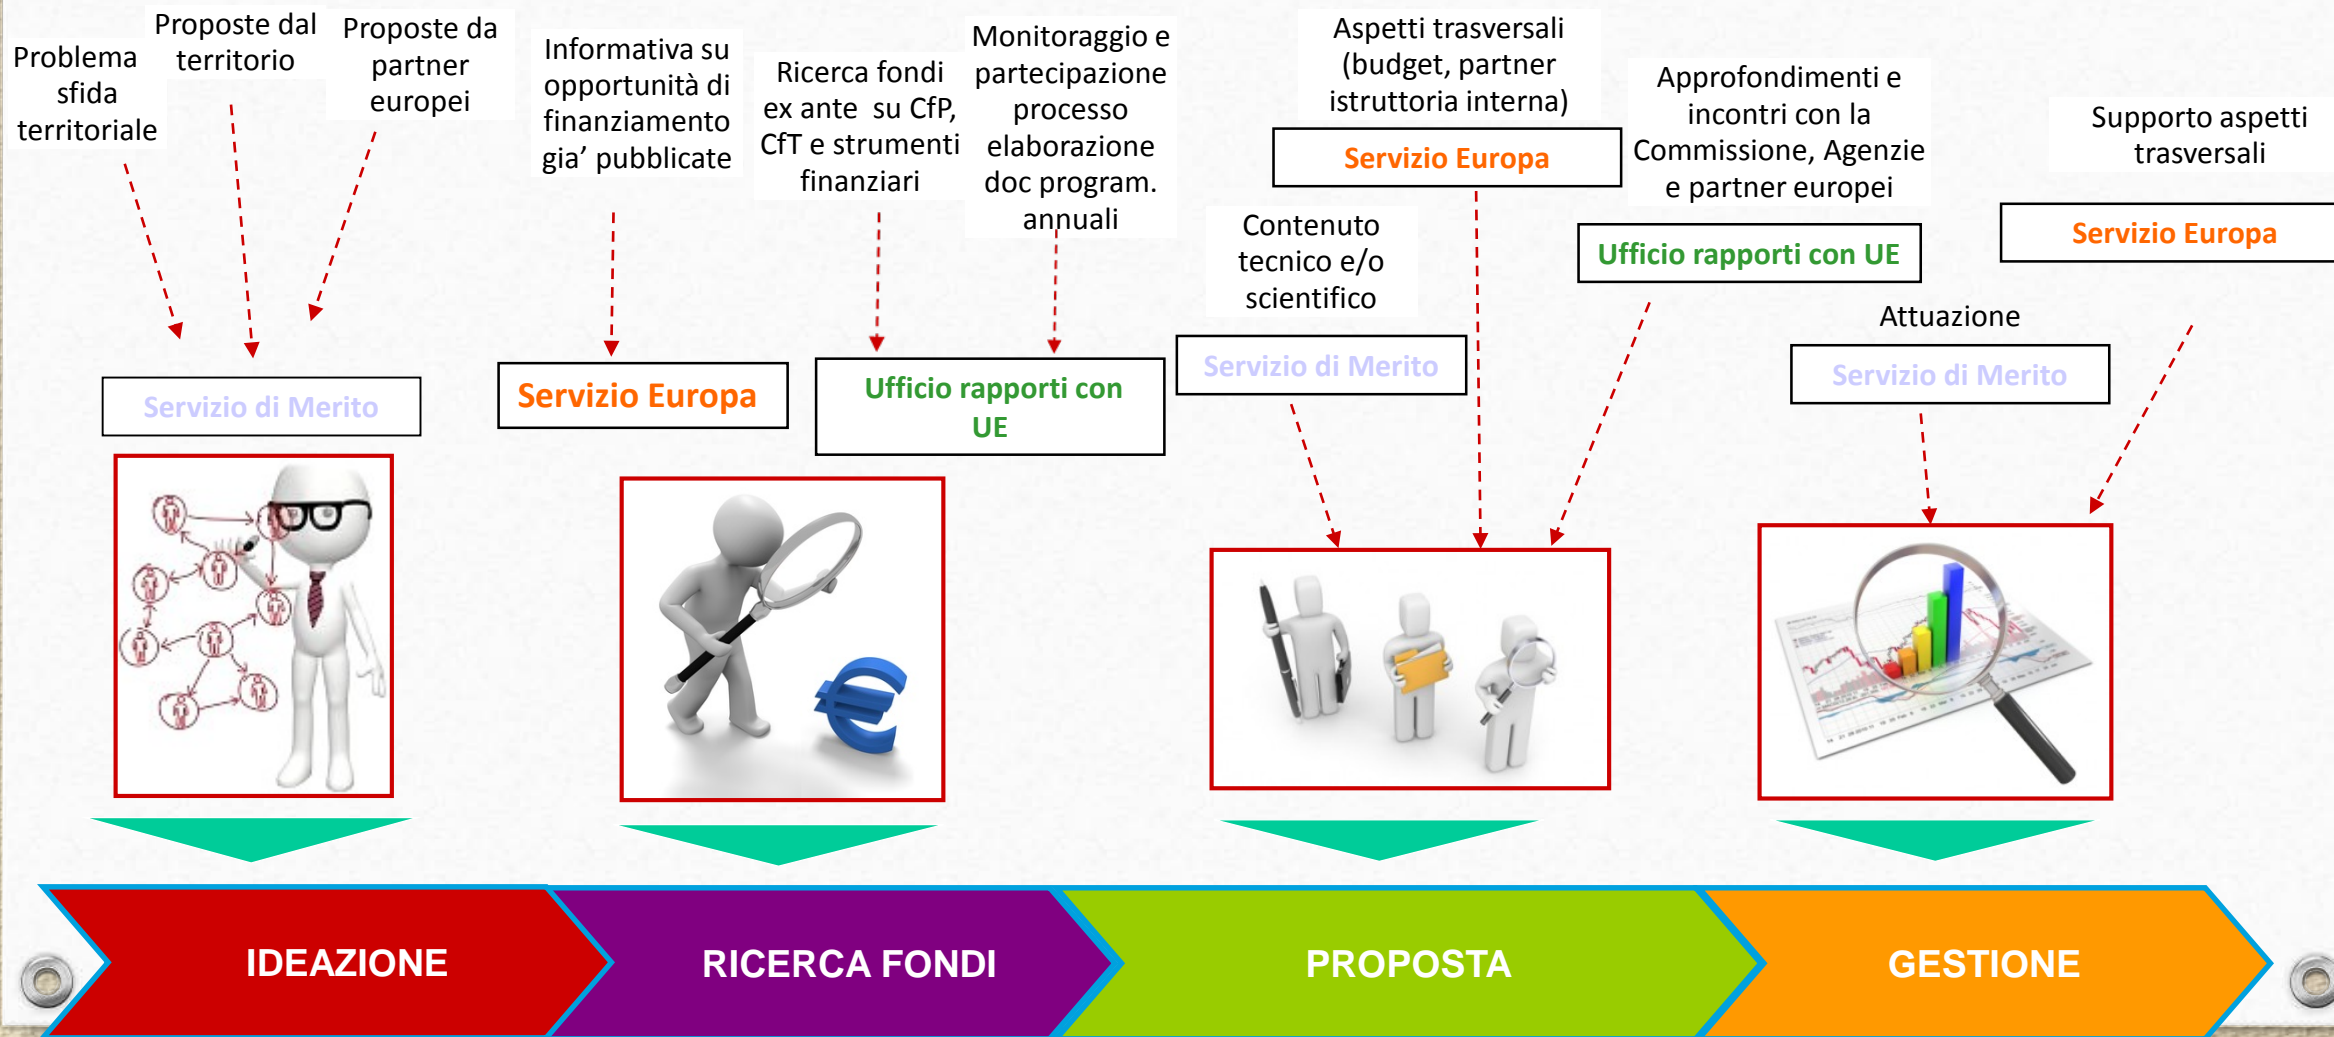 Problema
sfida
territoriale
Proposte dal
territorio
Proposte da
partner
europei
Servizio di Merito
Informativa su
opportunità di
finanziamento
gia’ pubblicate
Servizio Europa
Ricerca fondi
ex ante su CfP,
CfT e strumenti
finanziari
Monitoraggio e
partecipazione
processo
elaborazione
doc program.
annuali
Ufficio rapporti con
UE
Aspetti trasversali
(budget, partner
istruttoria interna)
Servizio Europa
Contenuto
tecnico e/o
scientifico
Servizio di Merito
Approfondimenti e
incontri con la
Commissione, Agenzie
e partner europei
Ufficio rapporti con UE
Supporto aspetti
trasversali
Servizio Europa
Attuazione
Servizio di Merito
IDEAZIONE
RICERCA FONDI
PROPOSTA
GESTIONE